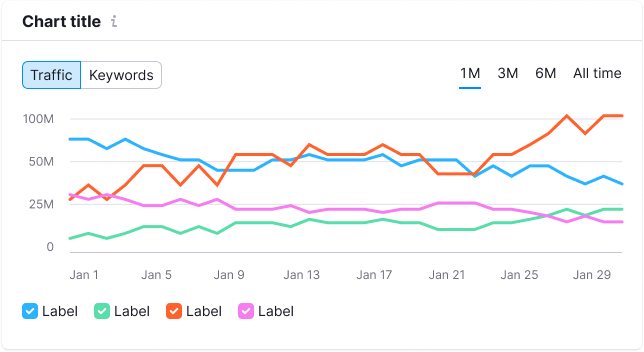 Chart title i
Traffic Keywords 1M 3M 6M All time
100M
50M
25M
0
Jan 1 Jan 5 Jan 9 Jan 13 Jan 17 Jan 21 Jan 25 Jan 29
Label Label Label Label